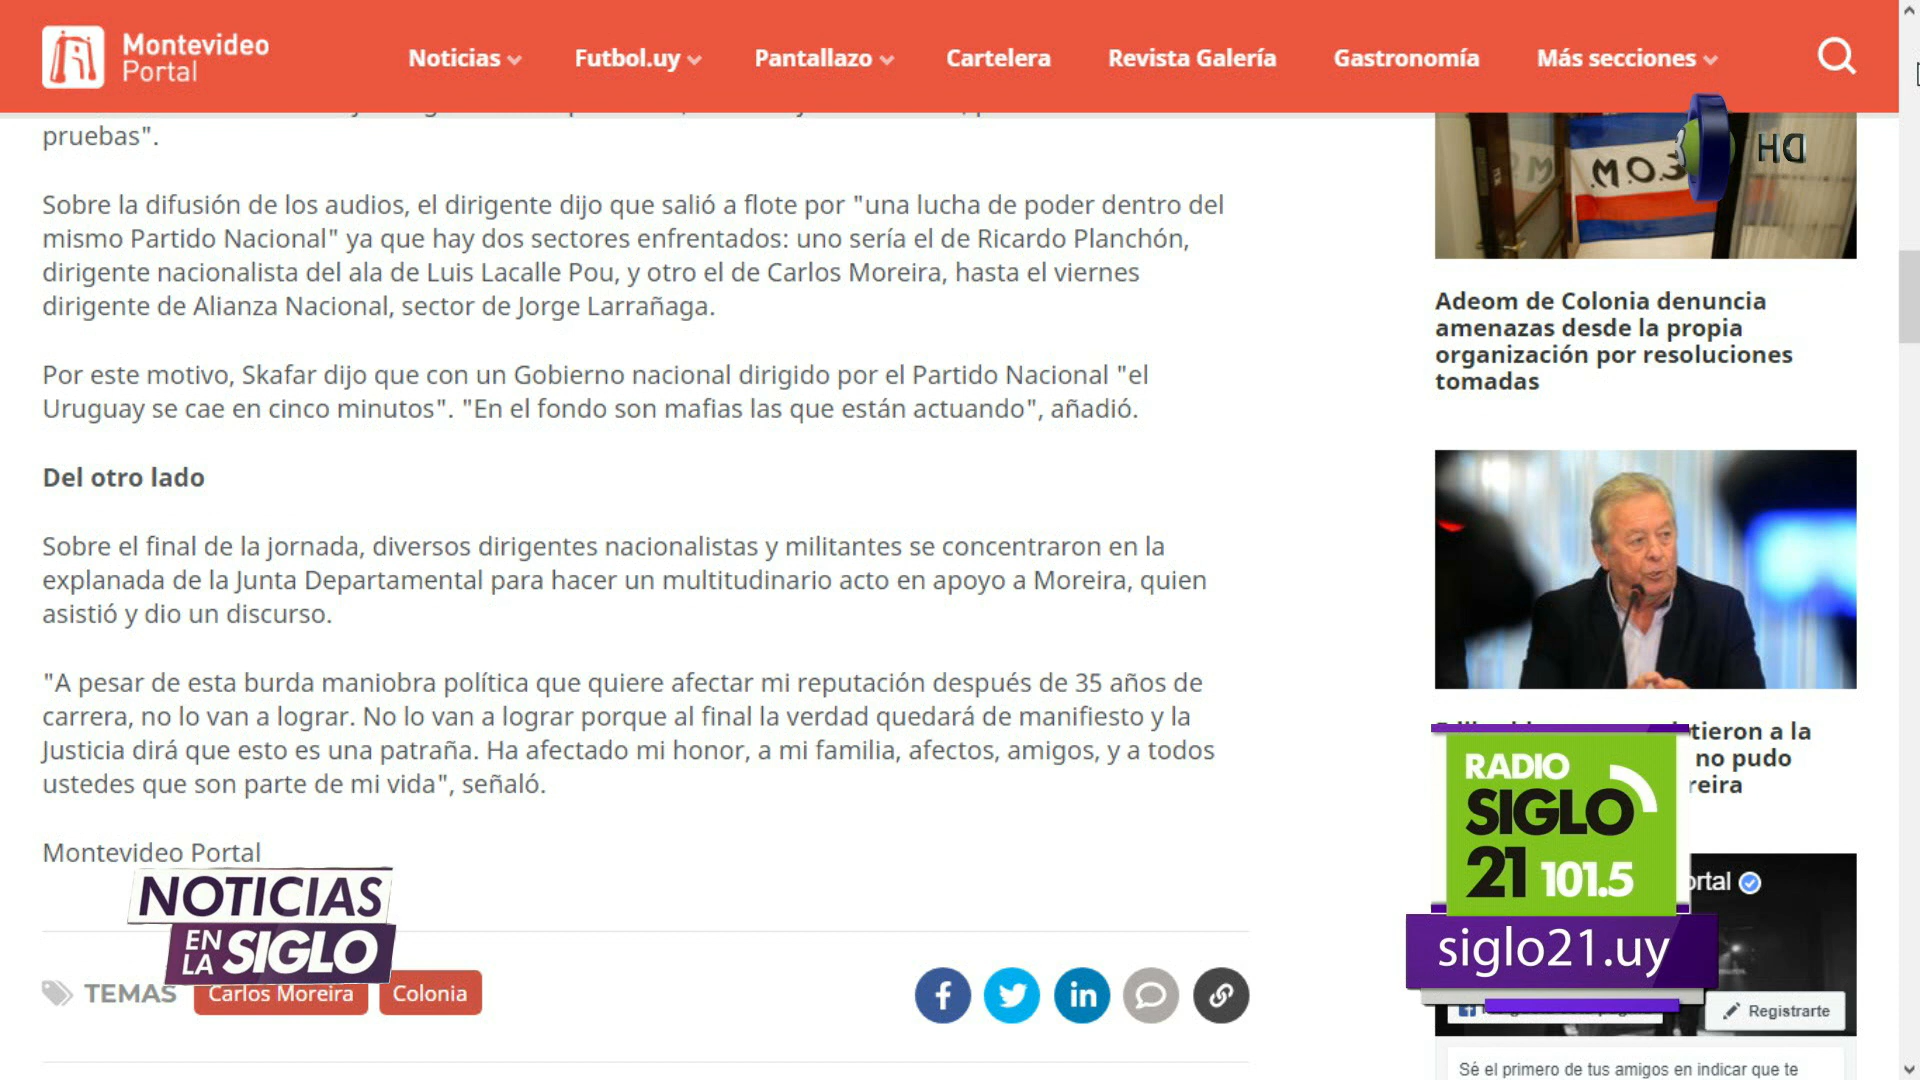 Montevideo
Portal
Noticias
Futbol.uy
Pantallazo
Cartelera
Revista Galería
Gastronomía
Más secciones
pruebas".
Sobre la difusión de los audios, el dirigente dijo que salió a flote por "una lucha de poder dentro del
mismo Partido Nacional" ya que hay dos sectores enfrentados: uno sería el de Ricardo Planchón,
dirigente nacionalista del ala de Luis Lacalle Pou, y otro el de Carlos Moreira, hasta el viernes
dirigente de Alianza Nacional, sector de Jorge Larrañaga.
Por este motivo, Skafar dijo que con un Gobierno nacional dirigido por el Partido Nacional "el
Uruguay se cae en cinco minutos". "En el fondo son mafias las que están actuando", añadió.
Del otro lado
Sobre el final de la jornada, diversos dirigentes nacionalistas y militantes se concentraron en la
explanada de la Junta Departamental para hacer un multitudinario acto en apoyo a Moreira, quien
asistió y dio un discurso.
"A pesar de esta burda maniobra política que quiere afectar mi reputación después de 35 años de
carrera, no lo van a lograr. No lo van a lograr porque al final la verdad quedará de manifiesto y la
Justicia dirá que esto es una patraña. Ha afectado mi honor, a mi familia, afectos, amigos, y a todos
ustedes que son parte de mi vida", señaló.
Montevideo Portal
NOTICIAS
EN LA SIGLO
TEMAS
Carlos Moreira
Colonia
HD
Adeom de Colonia denuncia
amenazas desde la propia
organización por resoluciones
tomadas
tieron a la
no pudo
reira
RADIO
SIGLO
21 101.5
siglo21.uy
ortal
Registrarte
Sé el primero de tus amigos en indicar que te